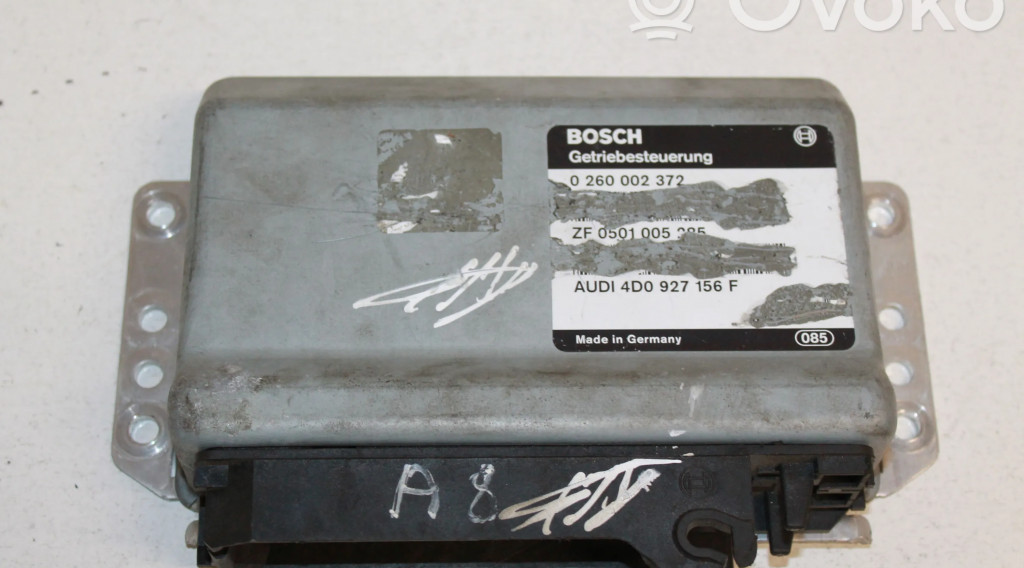 OVOKO
BOSCH
Getriebesteuerung
0 260 002 372
ZF 0501 005 285
AUDI 4D0 927 156 F
Made in Germany 085
A8